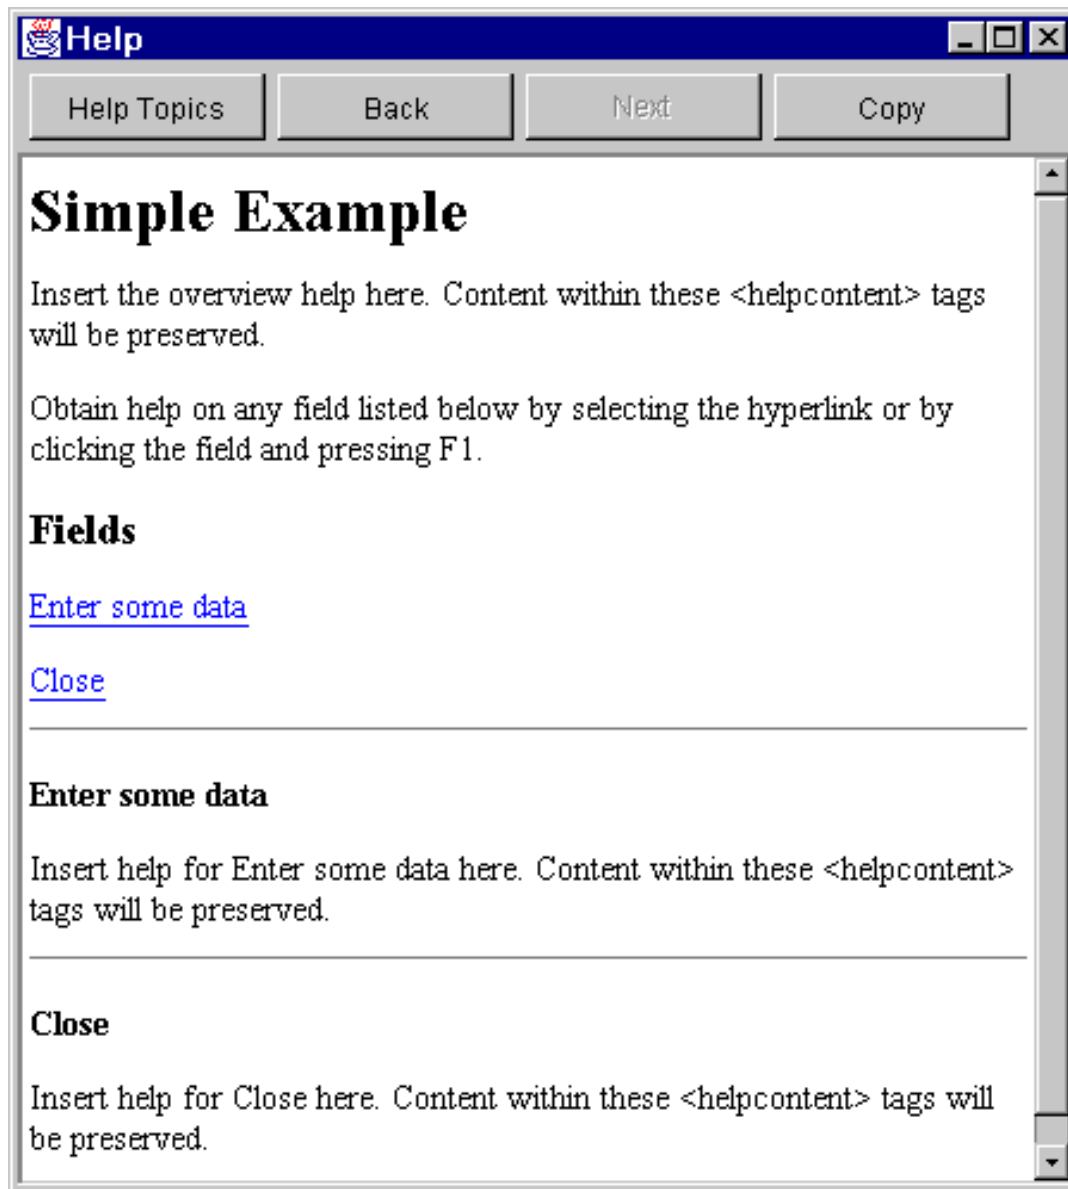 Help
Help Topics Back Next Copy
Simple Example
Insert the overview help here. Content within these <helpcontent> tags
will be preserved.
Obtain help on any field listed below by selecting the hyperlink or by
clicking the field and pressing F1.
Fields
Enter some data
Close
Enter some data
Insert help for Enter some data here. Content within these <helpcontent>
tags will be preserved.
Close
Insert help for Close here. Content within these <helpcontent> tags will
be preserved.